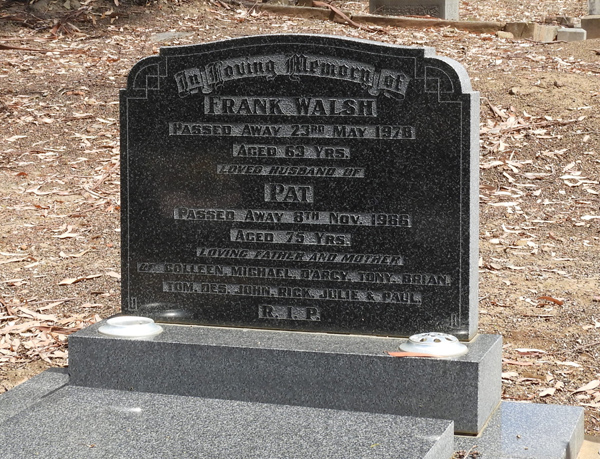 In Loving Memory of
FRANK WALSH
PASSED AWAY 23RD MAY 1978
AGED 63 YRS.
LOVED HUSBAND OF
PAT
PASSED AWAY 8TH NOV. 1986
AGED 75 YRS.
LOVING FATHER AND MOTHER
OF COLLEEN, MICHAEL, D'ARCY, TONY, BRIAN,
TOM, DES, JOHN, RICK, JULIE & PAUL.
R.I.P.